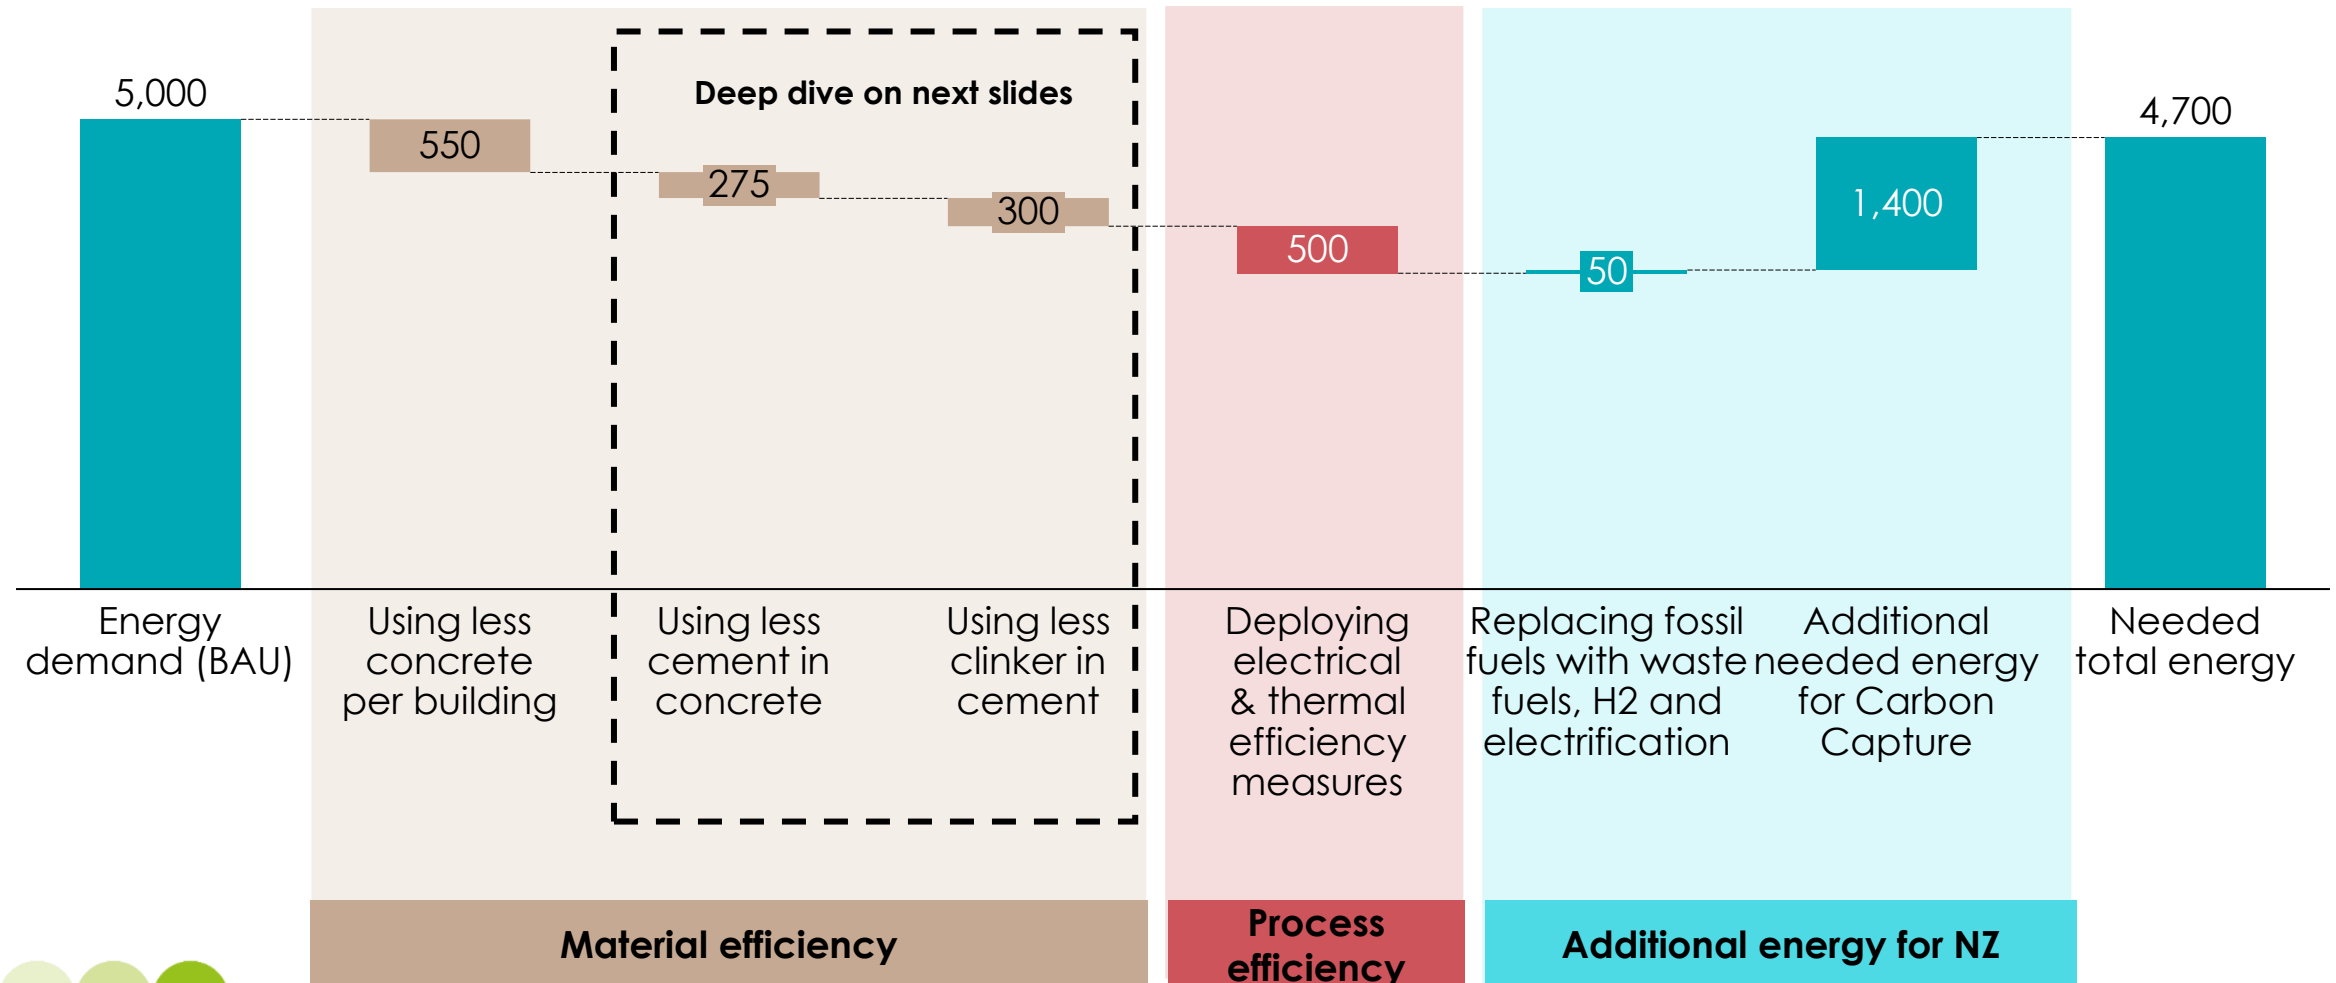 Deep dive on next slides
5,000
550
275
300
500
50
1,400
4,700
Energy
demand (BAU)
Using less
concrete
per building
Using less
cement in
concrete
Using less
clinker in
cement
Deploying
electrical
& thermal
efficiency
measures
Replacing fossil
fuels with waste
fuels, H2 and
electrification
Additional
needed energy
for Carbon
Capture
Needed
total energy
Material efficiency
Process
efficiency
Additional energy for NZ